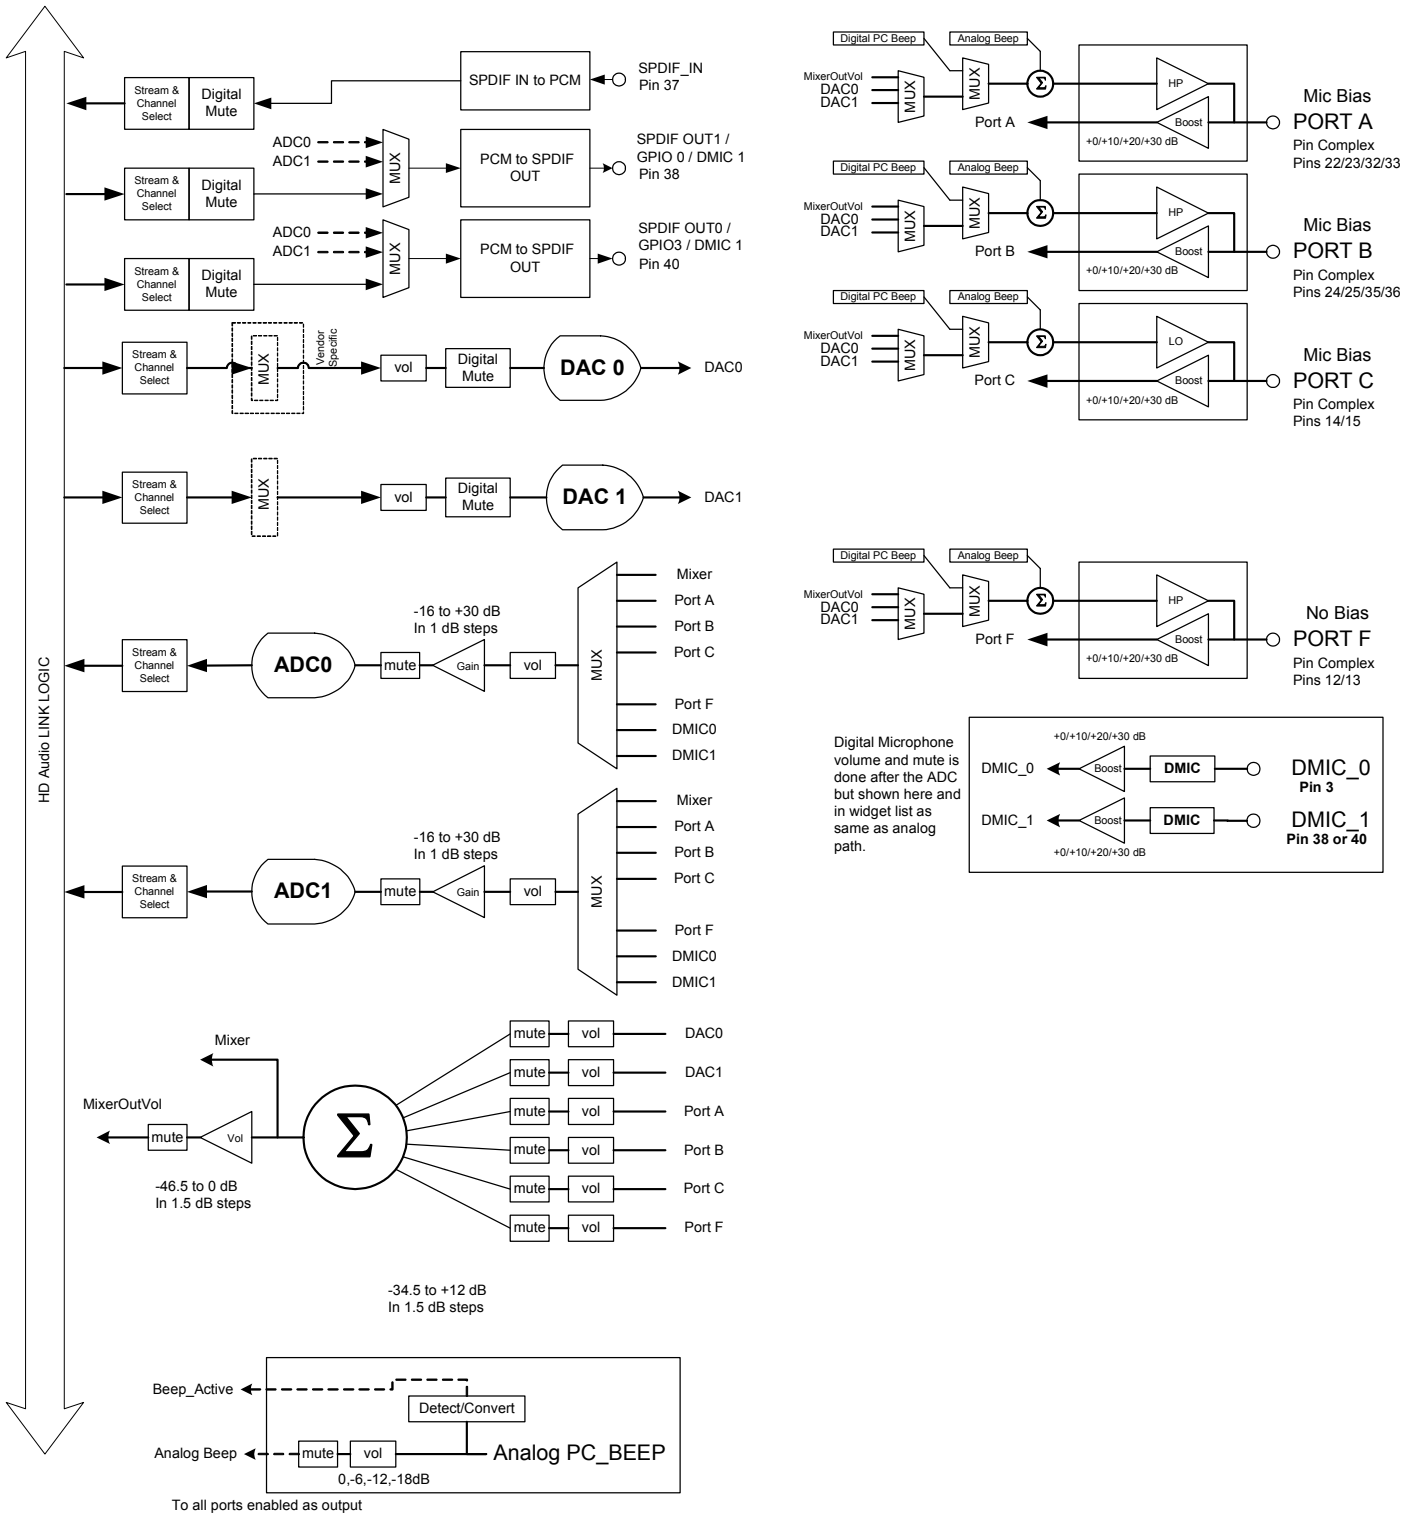 HD Audio LINK LOGIC
Stream &
Channel
Select
Digital
Mute
SPDIF IN to PCM
SPDIF_IN
Pin 37
ADC0
ADC1
Stream &
Channel
Select
Digital
Mute
MUX
PCM to SPDIF
OUT
SPDIF OUT1 /
GPIO 0 / DMIC 1
Pin 38
ADC0
ADC1
Stream &
Channel
Select
Digital
Mute
MUX
PCM to SPDIF
OUT
SPDIF OUT0 /
GPIO3 / DMIC 1
Pin 40
Stream &
Channel
Select
MUX
Vendor
Specific
vol
Digital
Mute
DAC 0
DAC0
Stream &
Channel
Select
MUX
vol
Digital
Mute
DAC 1
DAC1
Stream &
Channel
Select
ADC0
mute
-16 to +30 dB
In 1 dB steps
Gain
vol
MUX
Mixer
Port A
Port B
Port C
Port F
DMIC0
DMIC1
Stream &
Channel
Select
ADC1
mute
-16 to +30 dB
In 1 dB steps
Gain
vol
MUX
Mixer
Port A
Port B
Port C
Port F
DMIC0
DMIC1
Mixer
MixerOutVol
mute
Vol
-46.5 to 0 dB
In 1.5 dB steps
Σ
mute
vol
DAC0
mute
vol
DAC1
mute
vol
Port A
mute
vol
Port B
mute
vol
Port C
mute
vol
Port F
-34.5 to +12 dB
In 1.5 dB steps
Beep_Active
Detect/Convert
Analog Beep
mute
vol
Analog PC_BEEP
0,-6,-12,-18dB
To all ports enabled as output
Digital PC Beep
Analog Beep
MixerOutVol
DAC0
DAC1
MUX
MUX
Σ
HP
Port A
Boost
+0/+10/+20/+30 dB
Mic Bias
PORT A
Pin Complex
Pins 22/23/32/33
Digital PC Beep
Analog Beep
MixerOutVol
DAC0
DAC1
MUX
MUX
Σ
HP
Port B
Boost
+0/+10/+20/+30 dB
Mic Bias
PORT B
Pin Complex
Pins 24/25/35/36
Digital PC Beep
Analog Beep
MixerOutVol
DAC0
DAC1
MUX
MUX
Σ
LO
Port C
Boost
+0/+10/+20/+30 dB
Mic Bias
PORT C
Pin Complex
Pins 14/15
Digital PC Beep
Analog Beep
MixerOutVol
DAC0
DAC1
MUX
MUX
Σ
HP
Port F
Boost
+0/+10/+20/+30 dB
No Bias
PORT F
Pin Complex
Pins 12/13
Digital Microphone
volume and mute is
done after the ADC
but shown here and
in widget list as
same as analog
path.
+0/+10/+20/+30 dB
DMIC_0
Boost
DMIC
DMIC_0
Pin 3
DMIC_1
Boost
DMIC
DMIC_1
Pin 38 or 40
+0/+10/+20/+30 dB